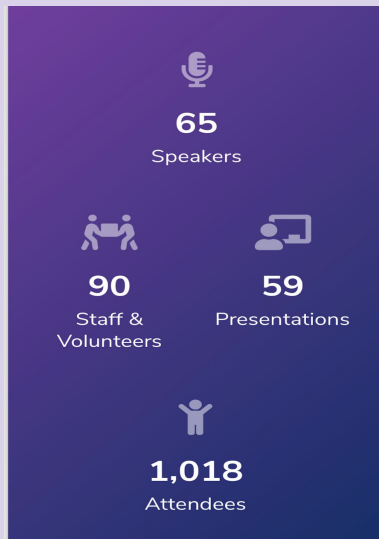 65
Speakers
90
Staff &
Volunteers
59
Presentations
1,018
Attendees